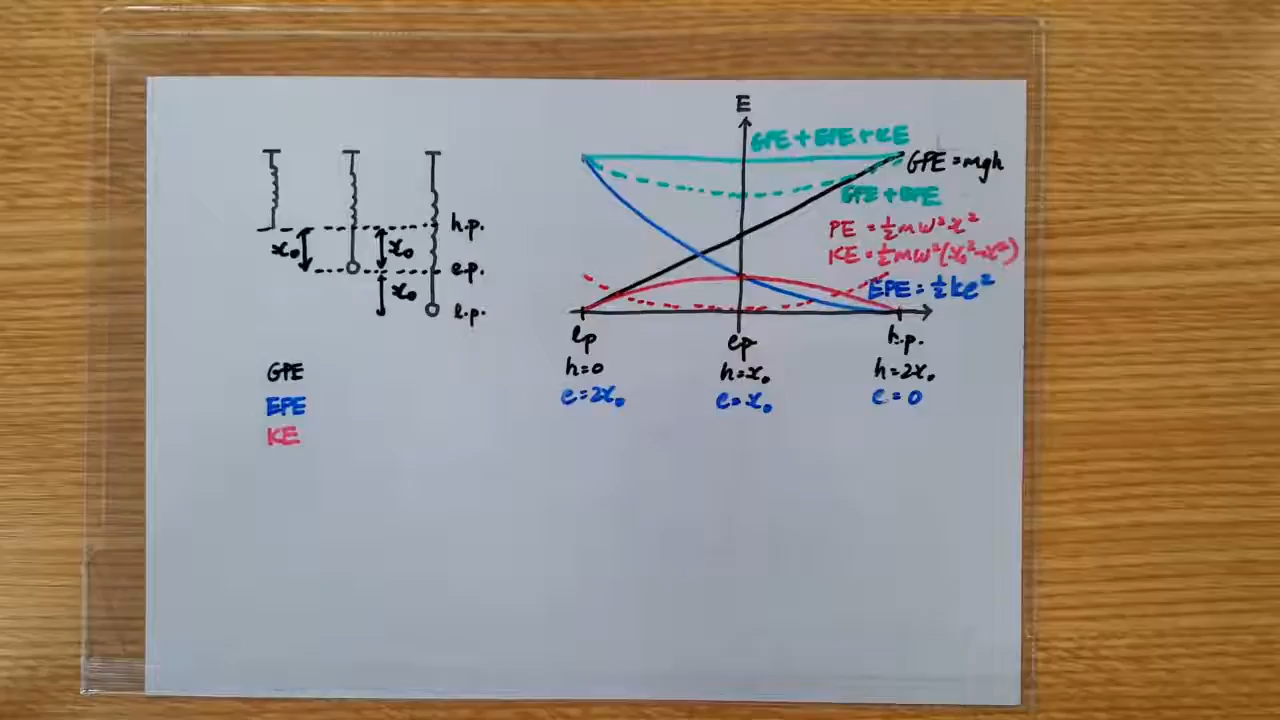 E
GPE + EPE + KE
GPE = mgh
GPE + EPE
PE = ½mω²x²
KE = ½mω²(x₀²-x²)
EPE = ½ke²
h.p.
x₀ x₀
e.p.
x₀
l.p.
lp ep h.p.
h=0 h=x₀ h=2x₀
e=2x₀ e=x₀ e=0
GPE
EPE
KE